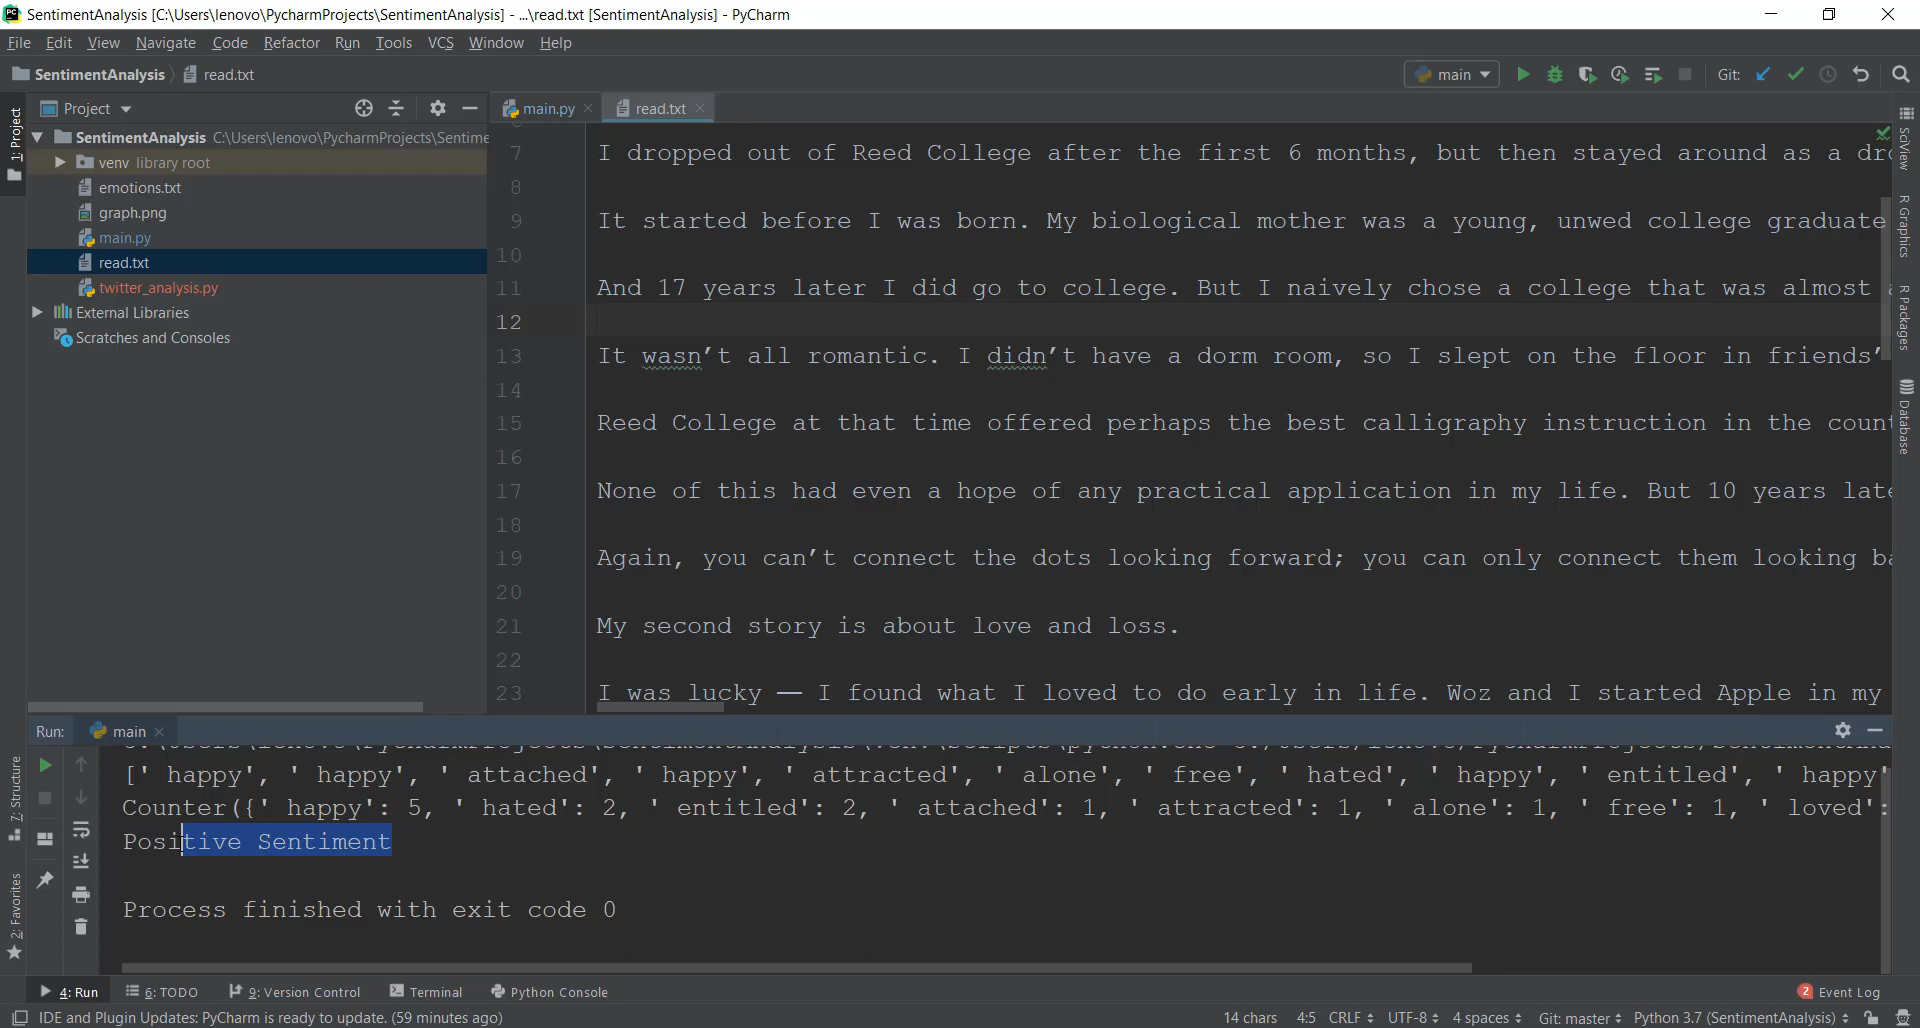 SentimentAnalysis [C:\Users\lenovo\PycharmProjects\SentimentAnalysis] - ...\read.txt [SentimentAnalysis] - PyCharm
File Edit View Navigate Code Refactor Run Tools VCS Window Help
SentimentAnalysis read.txt main Git:
Project main.py read.txt
1: Project
SentimentAnalysis C:\Users\lenovo\PycharmProjects\Sentime
venv library root
emotions.txt
graph.png
main.py
read.txt
twitter_analysis.py
External Libraries
Scratches and Consoles
7 I dropped out of Reed College after the first 6 months, but then stayed around as a dro
8
9 It started before I was born. My biological mother was a young, unwed college graduate
10
11 And 17 years later I did go to college. But I naively chose a college that was almost
12
13 It wasn’t all romantic. I didn’t have a dorm room, so I slept on the floor in friends’
14
15 Reed College at that time offered perhaps the best calligraphy instruction in the coun
16
17 None of this had even a hope of any practical application in my life. But 10 years late
18
19 Again, you can’t connect the dots looking forward; you can only connect them looking ba
20
21 My second story is about love and loss.
22
23 I was lucky — I found what I loved to do early in life. Woz and I started Apple in my
SciView
R Graphics
R Packages
Database
Run: main
[' happy', ' happy', ' attached', ' happy', ' attracted', ' alone', ' free', ' hated', ' happy', ' entitled', ' happy'
Counter({' happy': 5, ' hated': 2, ' entitled': 2, ' attached': 1, ' attracted': 1, ' alone': 1, ' free': 1, ' loved':
Positive Sentiment
Process finished with exit code 0
7: Structure
2: Favorites
4: Run 6: TODO 9: Version Control Terminal Python Console 2 Event Log
IDE and Plugin Updates: PyCharm is ready to update. (59 minutes ago) 14 chars 4:5 CRLF UTF-8 4 spaces Git: master Python 3.7 (SentimentAnalysis)